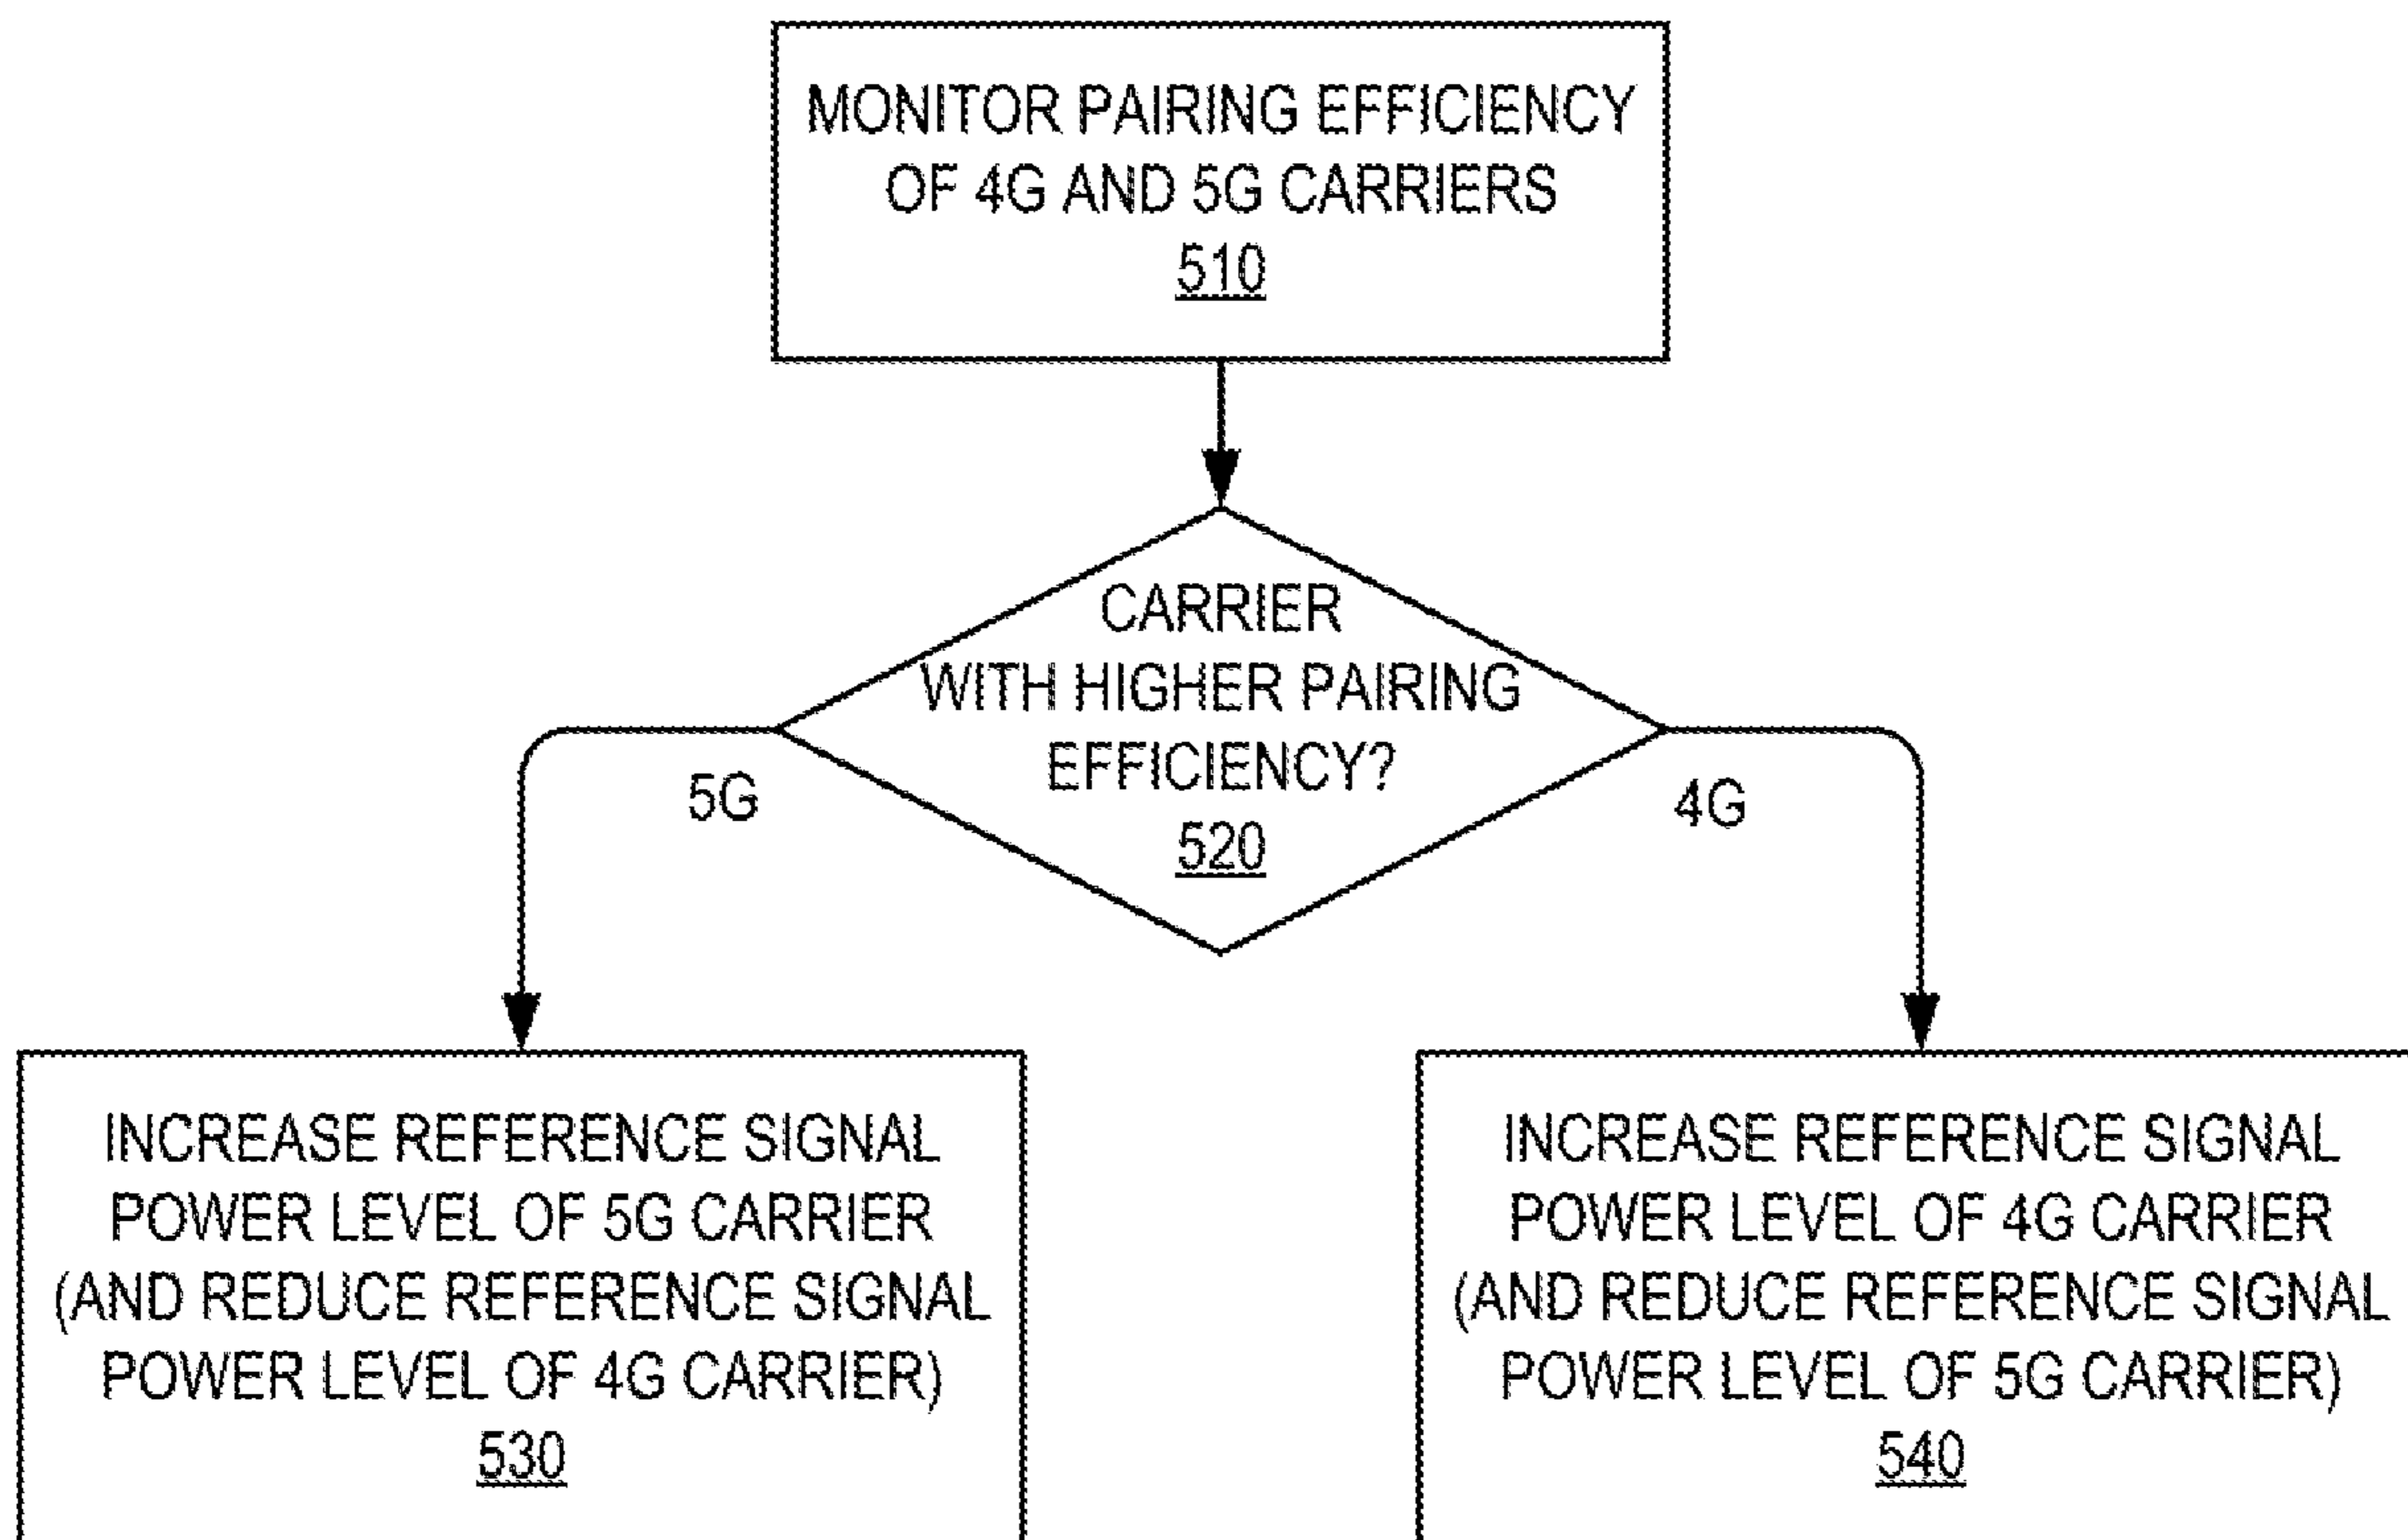 MONITOR PAIRING EFFICIENCY
OF 4G AND 5G CARRIERS
510
CARRIER
WITH HIGHER PAIRING
EFFICIENCY?
520
5G
4G
INCREASE REFERENCE SIGNAL
POWER LEVEL OF 5G CARRIER
(AND REDUCE REFERENCE SIGNAL
POWER LEVEL OF 4G CARRIER)
530
INCREASE REFERENCE SIGNAL
POWER LEVEL OF 4G CARRIER
(AND REDUCE REFERENCE SIGNAL
POWER LEVEL OF 5G CARRIER)
540